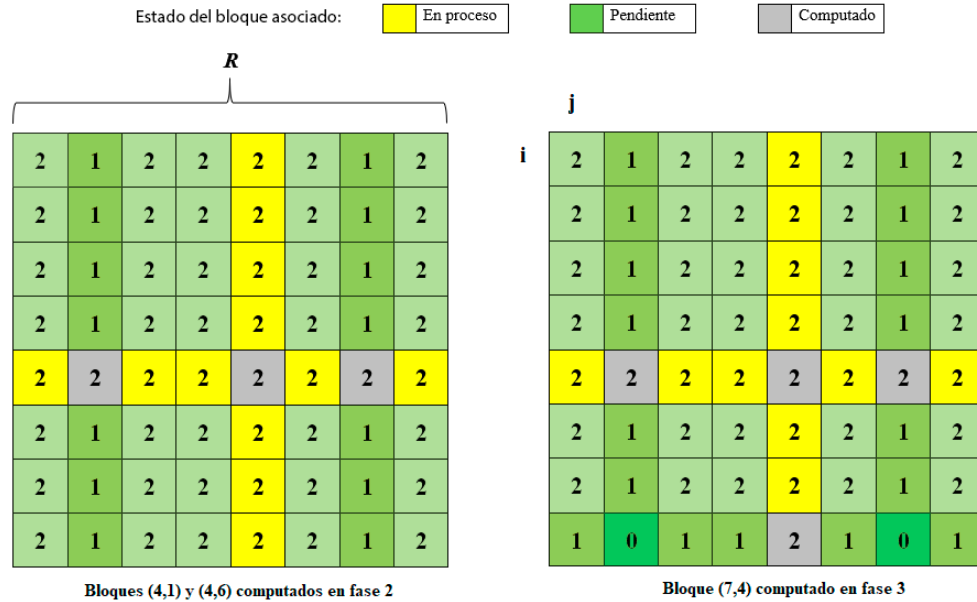 Estado del bloque asociado: En proceso Pendiente Computado
R
j
i
2 1 2 2 2 2 1 2
2 1 2 2 2 2 1 2
2 1 2 2 2 2 1 2
2 1 2 2 2 2 1 2
2 2 2 2 2 2 2 2
2 1 2 2 2 2 1 2
2 1 2 2 2 2 1 2
2 1 2 2 2 2 1 2
Bloques (4,1) y (4,6) computados en fase 2
2 1 2 2 2 2 1 2
2 1 2 2 2 2 1 2
2 1 2 2 2 2 1 2
2 1 2 2 2 2 1 2
2 2 2 2 2 2 2 2
2 1 2 2 2 2 1 2
2 1 2 2 2 2 1 2
1 0 1 1 2 1 0 1
Bloque (7,4) computado en fase 3